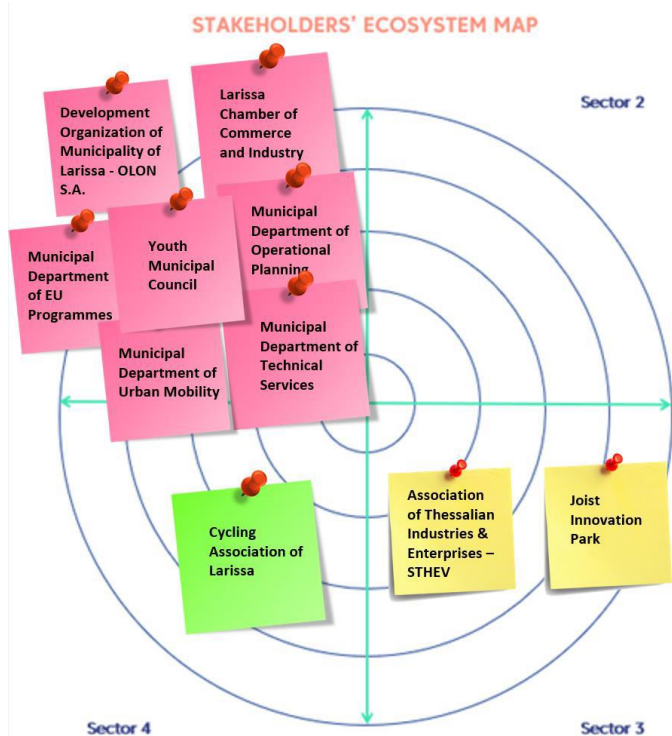 STAKEHOLDERS' ECOSYSTEM MAP
Sector 2
Development
Organization of
Municipality of
Larissa - OLON
S.A.
Larissa
Chamber of
Commerce
and Industry
Municipal
Department
of EU
Programmes
Youth
Municipal
Council
Municipal
Department of
Operational
Planning
Municipal
Department of
Urban Mobility
Municipal
Department of
Technical
Services
Cycling
Association of
Larissa
Association
of Thessalian
Industries &
Enterprises –
STHEV
Joist
Innovation
Park
Sector 4
Sector 3